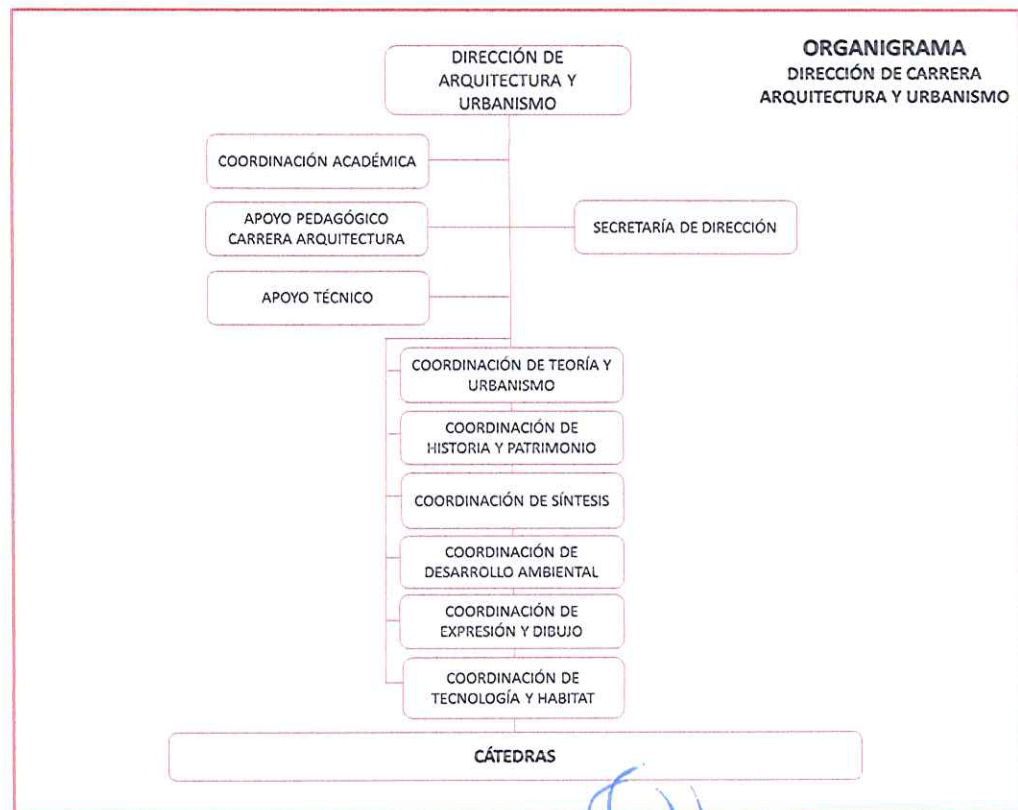 ORGANIGRAMA
DIRECCIÓN DE CARRERA
ARQUITECTURA Y URBANISMO
DIRECCIÓN DE
ARQUITECTURA Y
URBANISMO
COORDINACIÓN ACADÉMICA
APOYO PEDAGÓGICO
CARRERA ARQUITECTURA
SECRETARÍA DE DIRECCIÓN
APOYO TÉCNICO
COORDINACIÓN DE TEORÍA Y
URBANISMO
COORDINACIÓN DE
HISTORIA Y PATRIMONIO
COORDINACIÓN DE SÍNTESIS
COORDINACIÓN DE
DESARROLLO AMBIENTAL
COORDINACIÓN DE
EXPRESIÓN Y DIBUJO
COORDINACIÓN DE
TECNOLOGÍA Y HABITAT
CÁTEDRAS